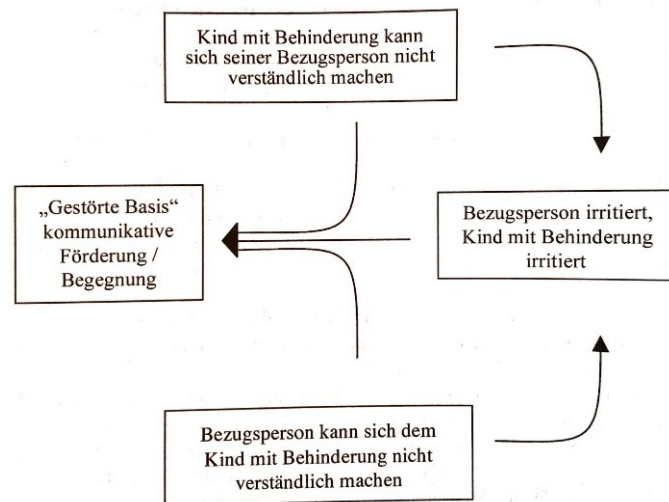 Kind mit Behinderung kann
sich seiner Bezugsperson nicht
verständlich machen
„Gestörte Basis“
kommunikative
Förderung /
Begegnung
Bezugsperson irritiert,
Kind mit Behinderung
irritiert
Bezugsperson kann sich dem
Kind mit Behinderung nicht
verständlich machen